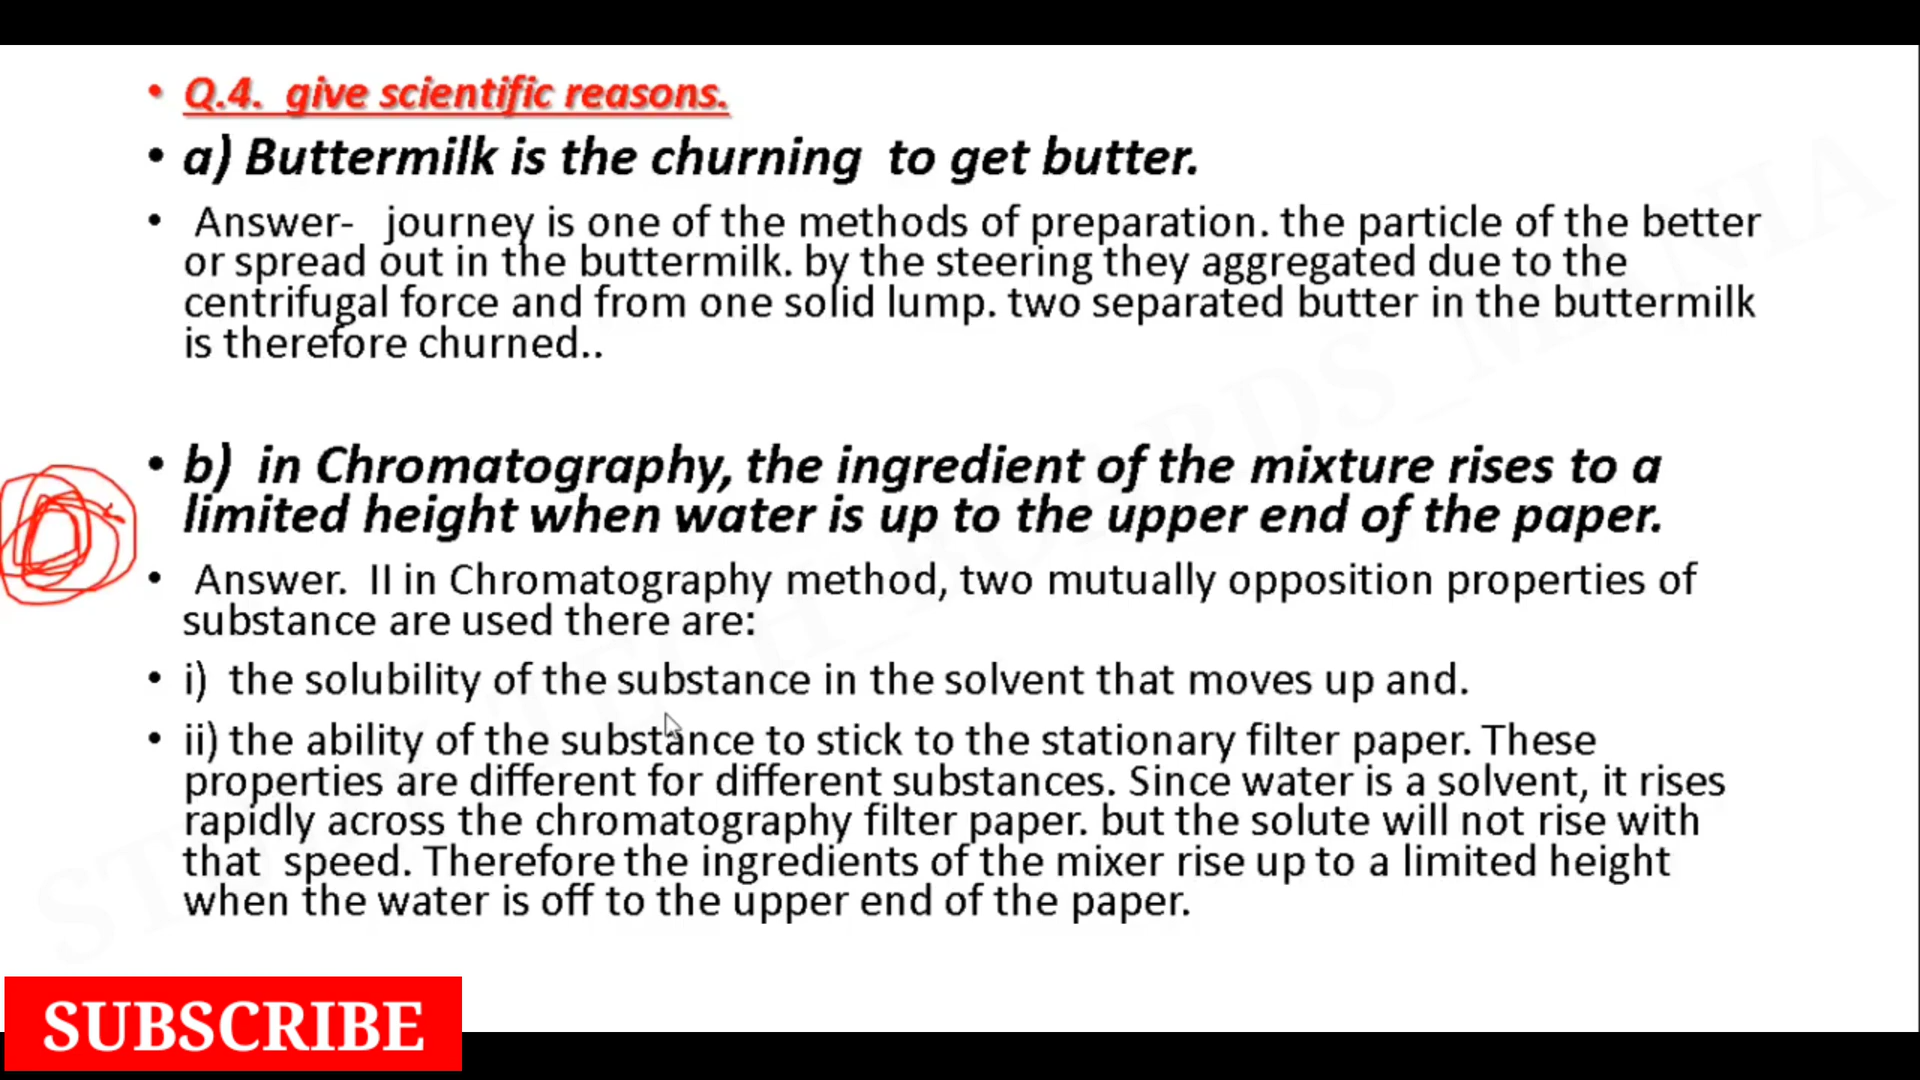 • Q.4. give scientific reasons.
• a) Buttermilk is the churning to get butter.
• Answer- journey is one of the methods of preparation. the particle of the better
or spread out in the buttermilk. by the steering they aggregated due to the
centrifugal force and from one solid lump. two separated butter in the buttermilk
is therefore churned..
• b) in Chromatography, the ingredient of the mixture rises to a
limited height when water is up to the upper end of the paper.
• Answer. II in Chromatography method, two mutually opposition properties of
substance are used there are:
• i) the solubility of the substance in the solvent that moves up and.
• ii) the ability of the substance to stick to the stationary filter paper. These
properties are different for different substances. Since water is a solvent, it rises
rapidly across the chromatography filter paper. but the solute will not rise with
that speed. Therefore the ingredients of the mixer rise up to a limited height
when the water is off to the upper end of the paper.
SUBSCRIBE